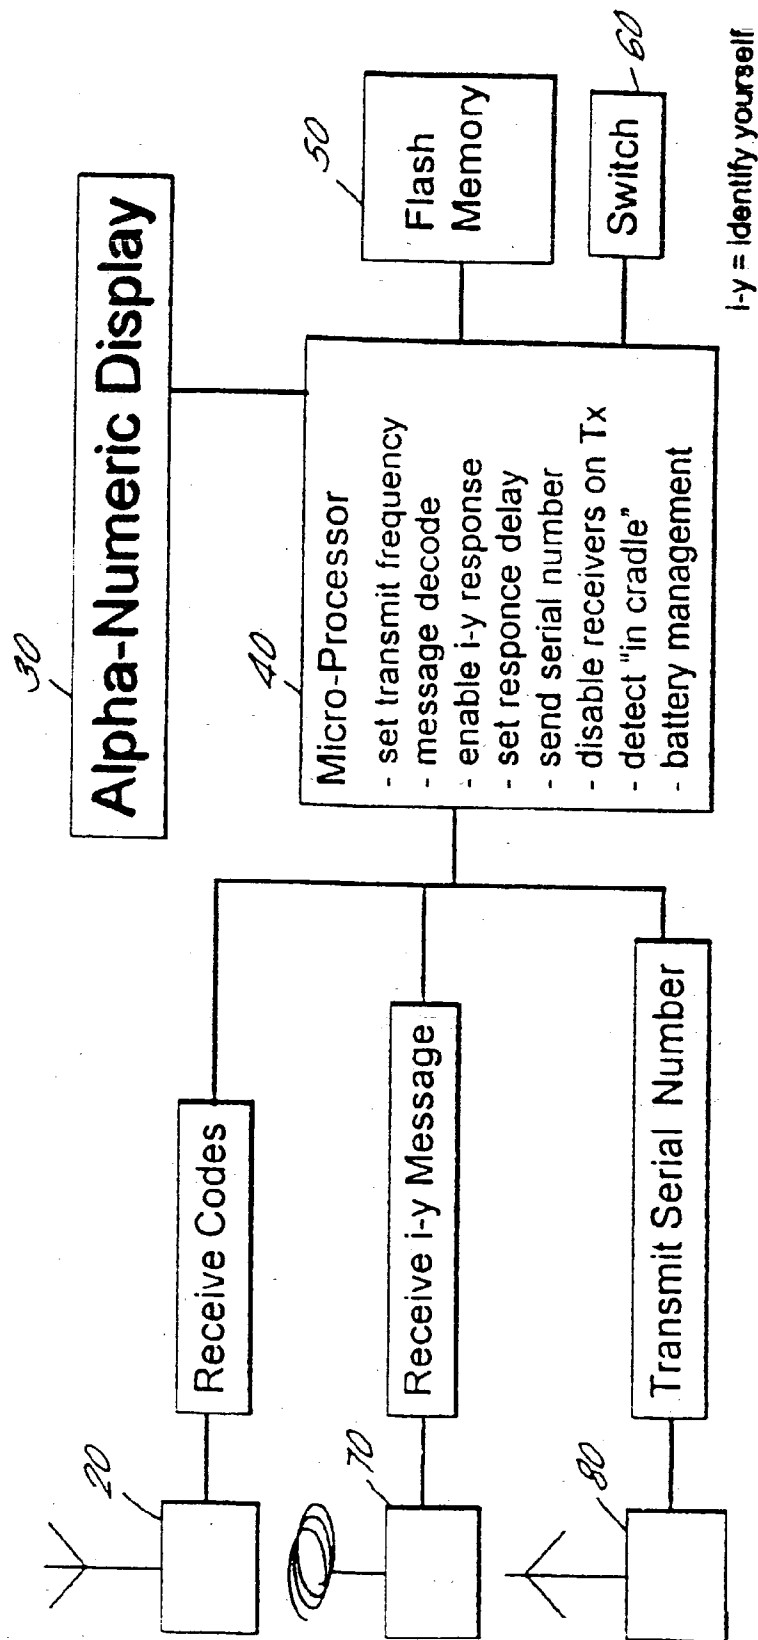 30
Alpha-Numeric Display
20
Receive Codes
70
Receive i-y Message
80
Transmit Serial Number
40
Micro-Processor
- set transmit frequency
- message decode
- enable i-y response
- set responce delay
- send serial number
- disable receivers on Tx
- detect "in cradle"
- battery management
50
Flash
Memory
60
Switch
i-y = identify yourself